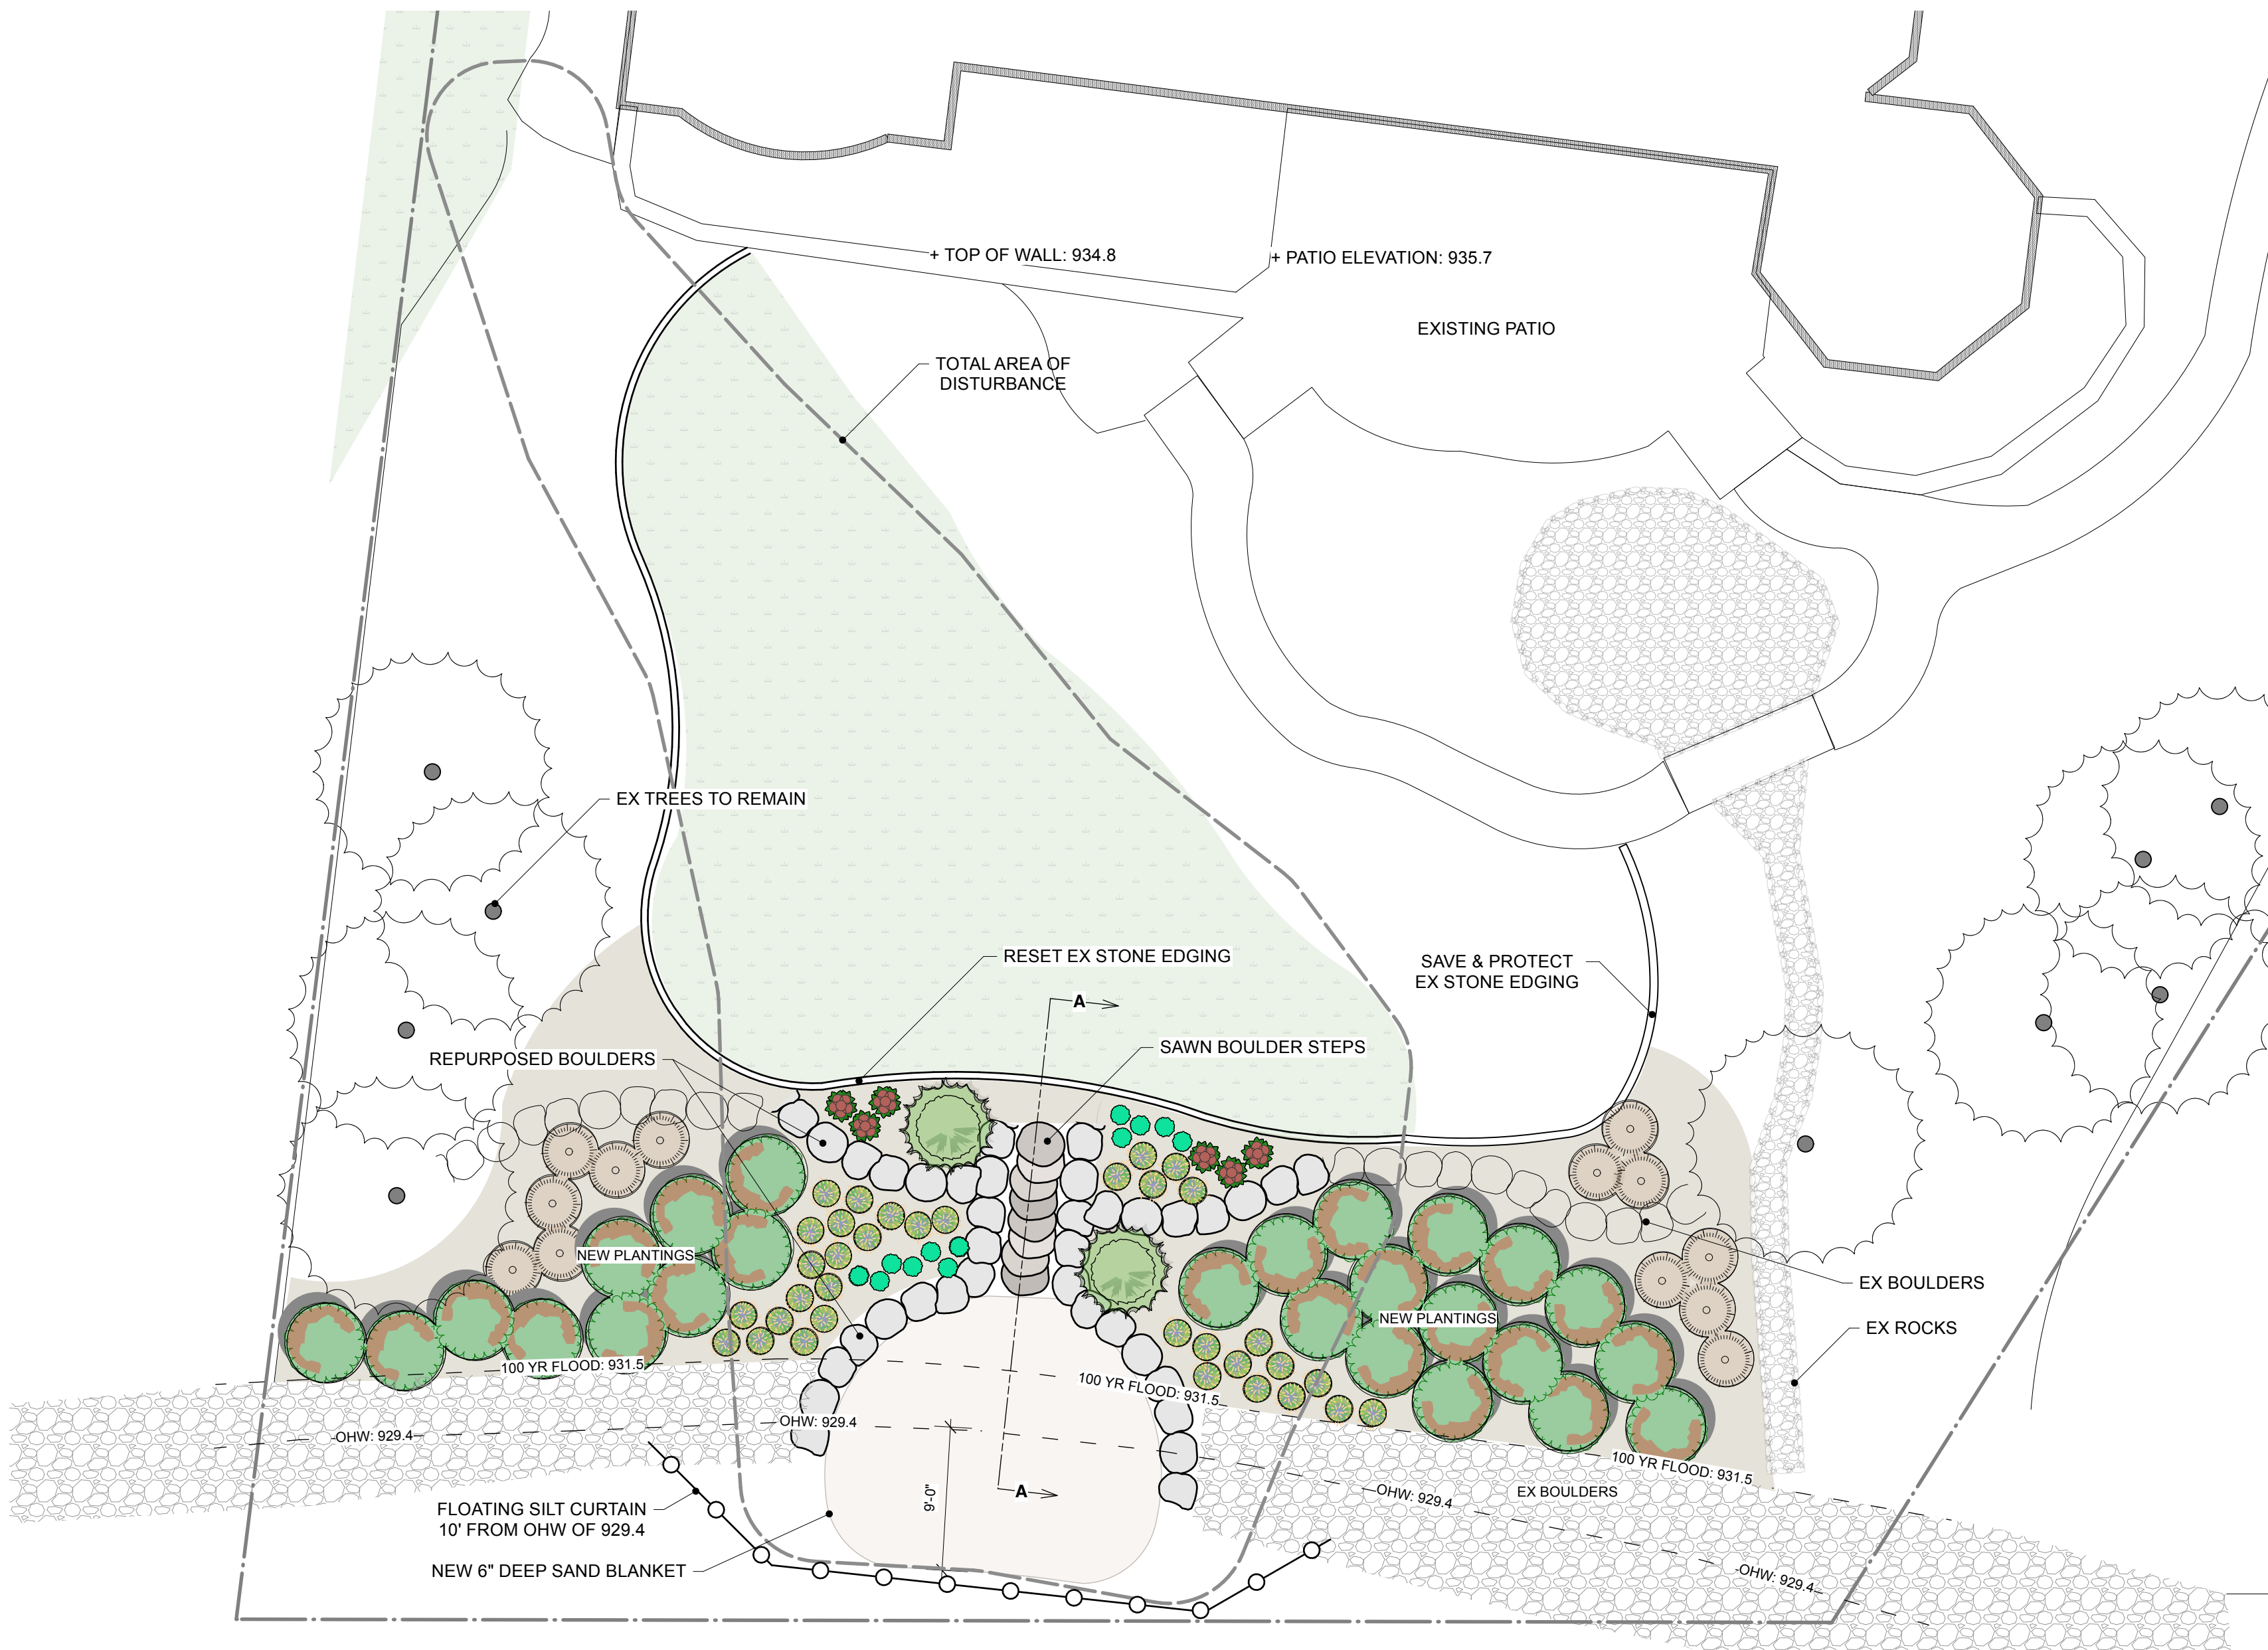 + TOP OF WALL: 934.8
+ PATIO ELEVATION: 935.7
EXISTING PATIO
TOTAL AREA OF
DISTURBANCE
EX TREES TO REMAIN
RESET EX STONE EDGING
SAVE & PROTECT
EX STONE EDGING
A
SAWN BOULDER STEPS
REPURPOSED BOULDERS
NEW PLANTINGS
EX BOULDERS
NEW PLANTINGS
EX ROCKS
100 YR FLOOD: 931.5
100 YR FLOOD: 931.5
OHW: 929.4
OHW: 929.4
100 YR FLOOD: 931.5
A
9'-0"
OHW: 929.4
EX BOULDERS
FLOATING SILT CURTAIN
10' FROM OHW OF 929.4
NEW 6" DEEP SAND BLANKET
OHW: 929.4